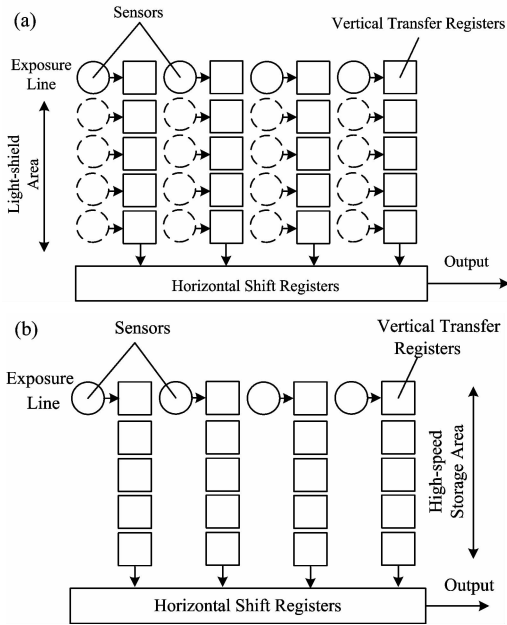 (a)
Sensors
Vertical Transfer Registers
Exposure
Line
Light-shield
Area
Output
Horizontal Shift Registers
(b)
Sensors
Vertical Transfer
Registers
Exposure
Line
High-speed
Storage Area
Output
Horizontal Shift Registers